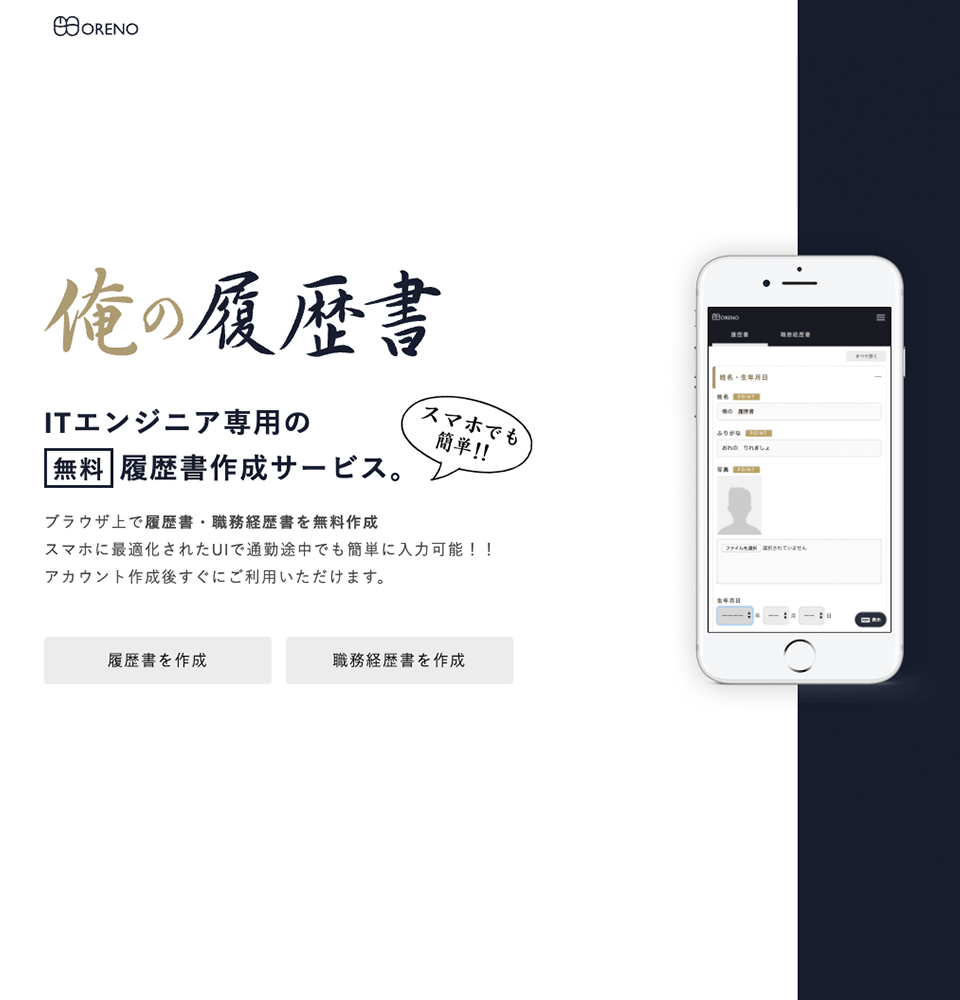 ORENO
俺の履歴書
ITエンジニア専用の
無料 履歴書作成サービス。
スマホでも
簡単!!
ブラウザ上で履歴書・職務経歴書を無料作成
スマホに最適化されたUIで通勤途中でも簡単に入力可能！！
アカウント作成後すぐにご利用いただけます。
履歴書を作成
職務経歴書を作成
ORENO
履歴書 職務経歴書
すべて開く
姓名・生年月日
姓名 POINT
俺の 履歴書
ふりがな POINT
おれの りれきしょ
写真 POINT
ファイルを選択 選択されていません
生年月日
---- 年 -- 月 -- 日
表示